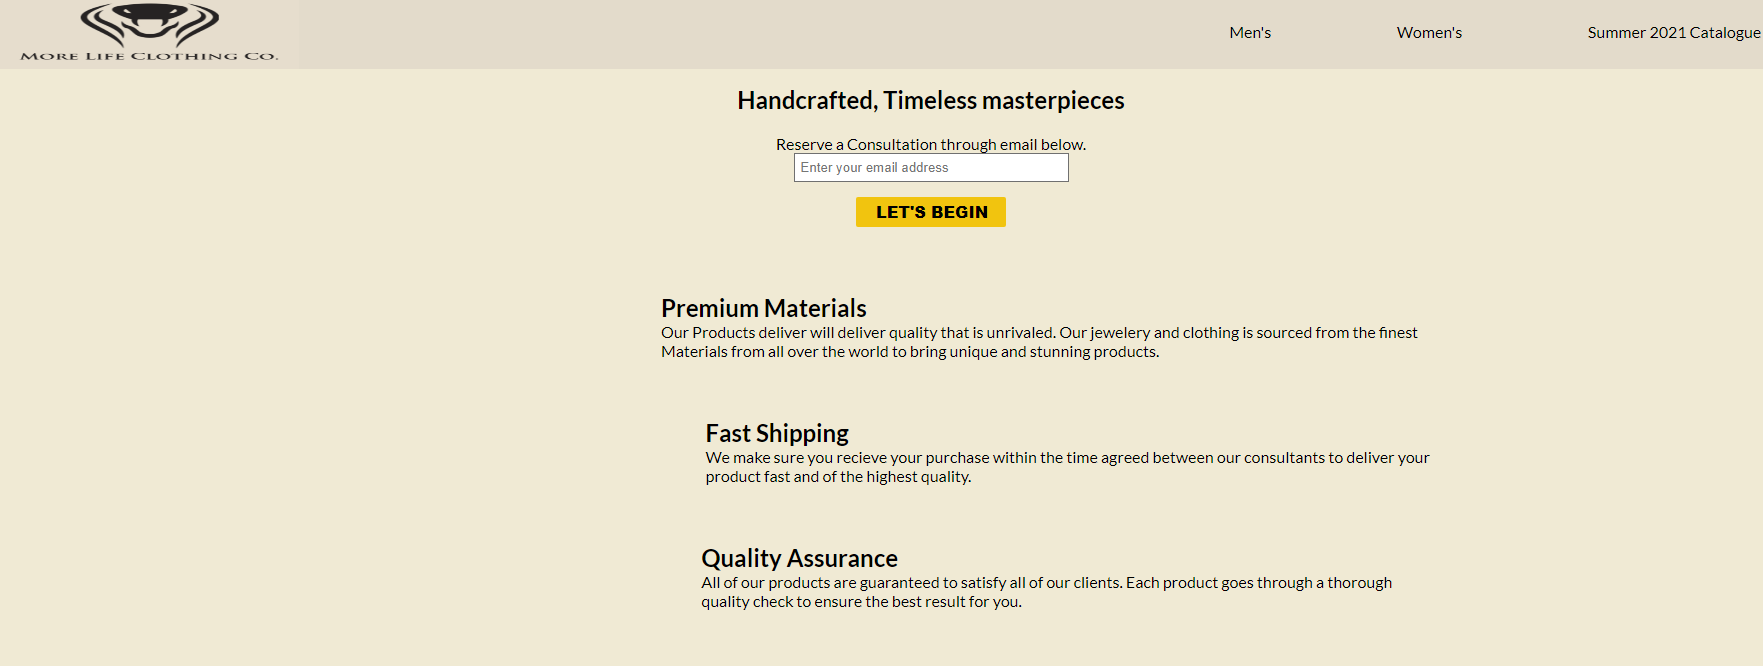 MORE LIFE CLOTHING CO.
Men's
Women's
Summer 2021 Catalogue
Handcrafted, Timeless masterpieces
Reserve a Consultation through email below.
Enter your email address
LET'S BEGIN
Premium Materials
Our Products deliver will deliver quality that is unrivaled. Our jewelery and clothing is sourced from the finest
Materials from all over the world to bring unique and stunning products.
Fast Shipping
We make sure you recieve your purchase within the time agreed between our consultants to deliver your
product fast and of the highest quality.
Quality Assurance
All of our products are guaranteed to satisfy all of our clients. Each product goes through a thorough
quality check to ensure the best result for you.